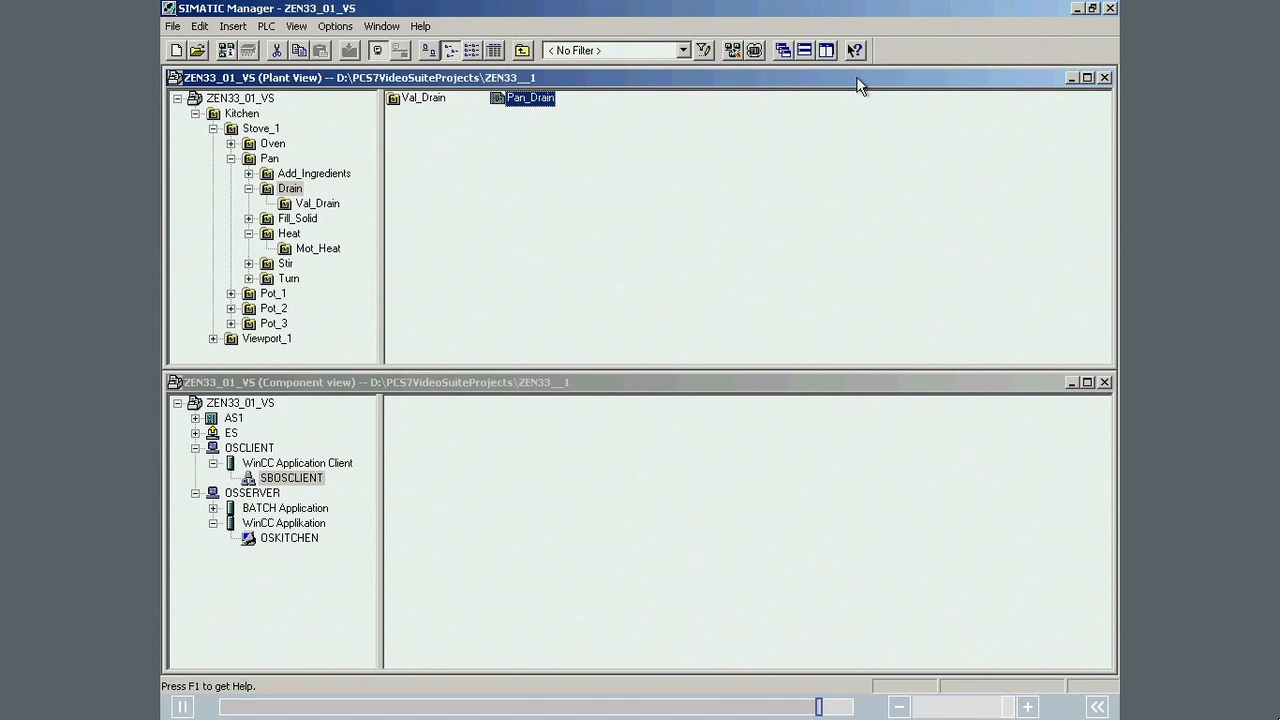 SIMATIC Manager - ZEN33_01_VS
File Edit Insert PLC View Options Window Help
< No Filter >
ZEN33_01_VS (Plant View) -- D:\PCS7VideoSuiteProjects\ZEN33__1
ZEN33_01_VS
Kitchen
Stove_1
Oven
Pan
Add_Ingredients
Drain
Val_Drain
Fill_Solid
Heat
Mot_Heat
Stir
Turn
Pot_1
Pot_2
Pot_3
Viewport_1
Val_Drain Pan_Drain
ZEN33_01_VS (Component view) -- D:\PCS7VideoSuiteProjects\ZEN33__1
ZEN33_01_VS
AS1
ES
OSCLIENT
WinCC Application Client
SBOSCLIENT
OSSERVER
BATCH Application
WinCC Applikation
OSKITCHEN
Press F1 to get Help.